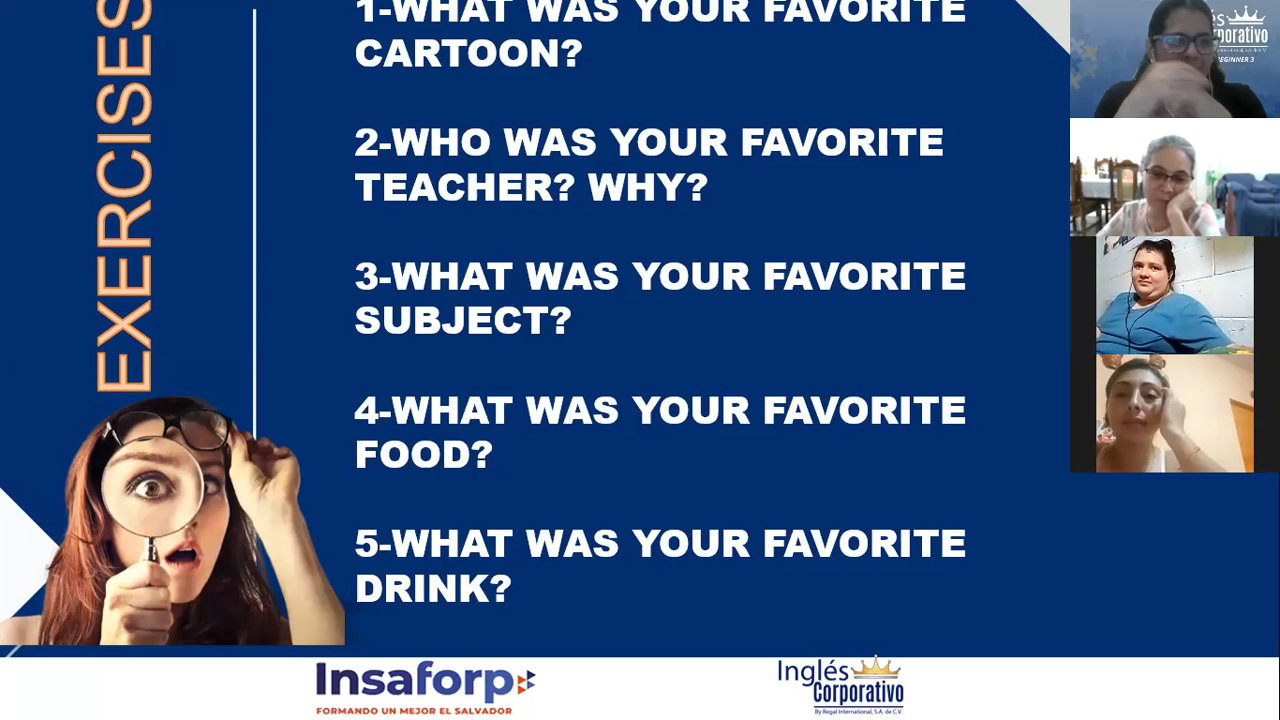 EXERCISES
1-WHAT WAS YOUR FAVORITE
CARTOON?
2-WHO WAS YOUR FAVORITE
TEACHER? WHY?
3-WHAT WAS YOUR FAVORITE
SUBJECT?
4-WHAT WAS YOUR FAVORITE
FOOD?
5-WHAT WAS YOUR FAVORITE
DRINK?
Insaforp
FORMANDO UN MEJOR EL SALVADOR
Inglés
Corporativo
By Regal International, S.A. de C.V.